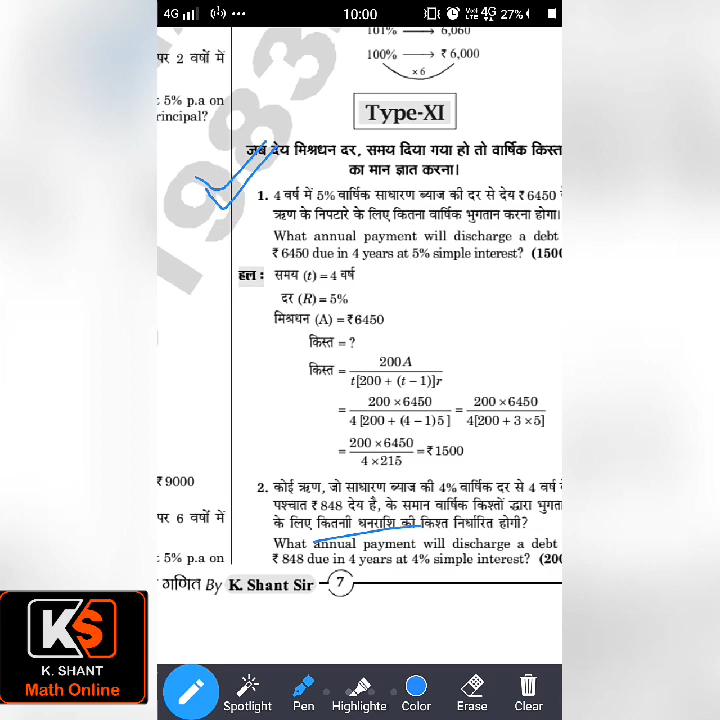 4G 10:00 27%
101% → 6,060
100% → ₹ 6,000
×6
पर 2 वर्षों में
5% p.a on
rincipal?
1983
Type-XI
जब देय मिश्रधन दर, समय दिया गया हो तो वार्षिक किस्त
का मान ज्ञात करना।
1. 4 वर्ष में 5% वार्षिक साधारण ब्याज की दर से देय ₹ 6450
ऋण के निपटारे के लिए कितना वार्षिक भुगतान करना होगा।
What annual payment will discharge a debt
₹ 6450 due in 4 years at 5% simple interest? (1500
हल : समय (t) = 4 वर्ष
दर (R) = 5%
मिश्रधन (A) = ₹ 6450
किस्त = ?
किस्त = 200A / t[200 + (t – 1)]r
= 200 × 6450 / 4 [200 + (4 – 1) 5] = 200 × 6450 / 4[200 + 3 × 5]
= 200 × 6450 / 4 × 215 = ₹ 1500
₹ 9000
पर 6 वर्षों में
5% p.a on
2. कोई ऋण, जो साधारण ब्याज की 4% वार्षिक दर से 4 वर्ष
पश्चात ₹ 848 देय है, के समान वार्षिक किश्तों द्धारा भुगता
के लिए कितनाी धनराशि की किश्त निर्धारित होगी?
What annual payment will discharge a debt
₹ 848 due in 4 years at 4% simple interest? (20
गणित By K. Shant Sir 7
KS
K. SHANT
Math Online
Spotlight Pen Highlighte Color Erase Clear